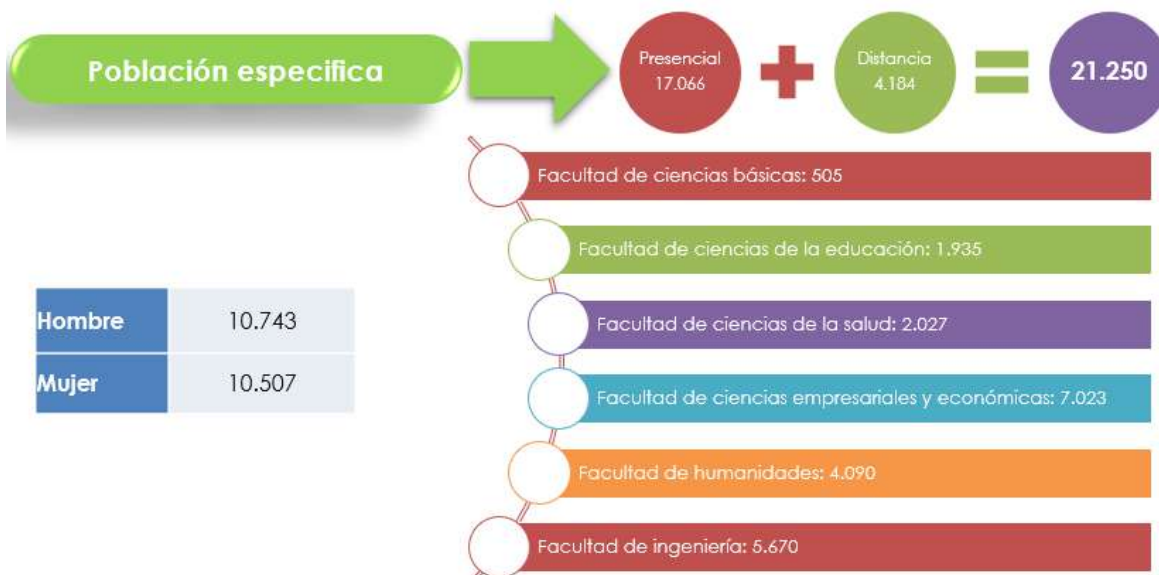 Población especifica
Presencial
17.066
Distancia
4.184
21.250
Facultad de ciencias básicas: 505
Facultad de ciencias de la educación: 1.935
Facultad de ciencias de la salud: 2.027
Facultad de ciencias empresariales y económicas: 7.023
Facultad de humanidades: 4.090
Facultad de ingeniería: 5.670
Hombre 10.743
Mujer 10.507